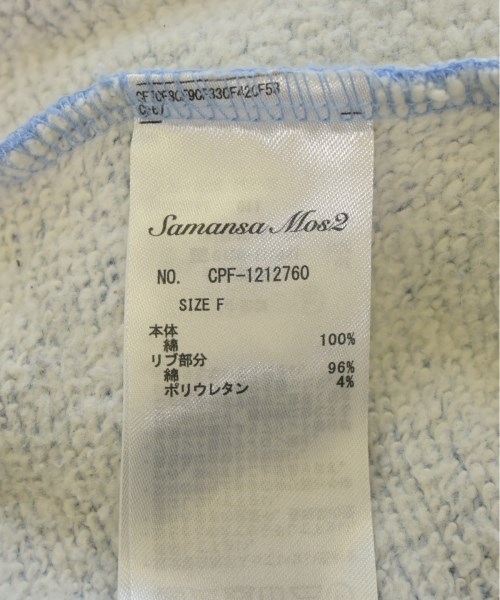 Samansa Mos2
NO. CPF-1212760
SIZE F
本体
綿 100%
リブ部分
綿 96%
ポリウレタン 4%